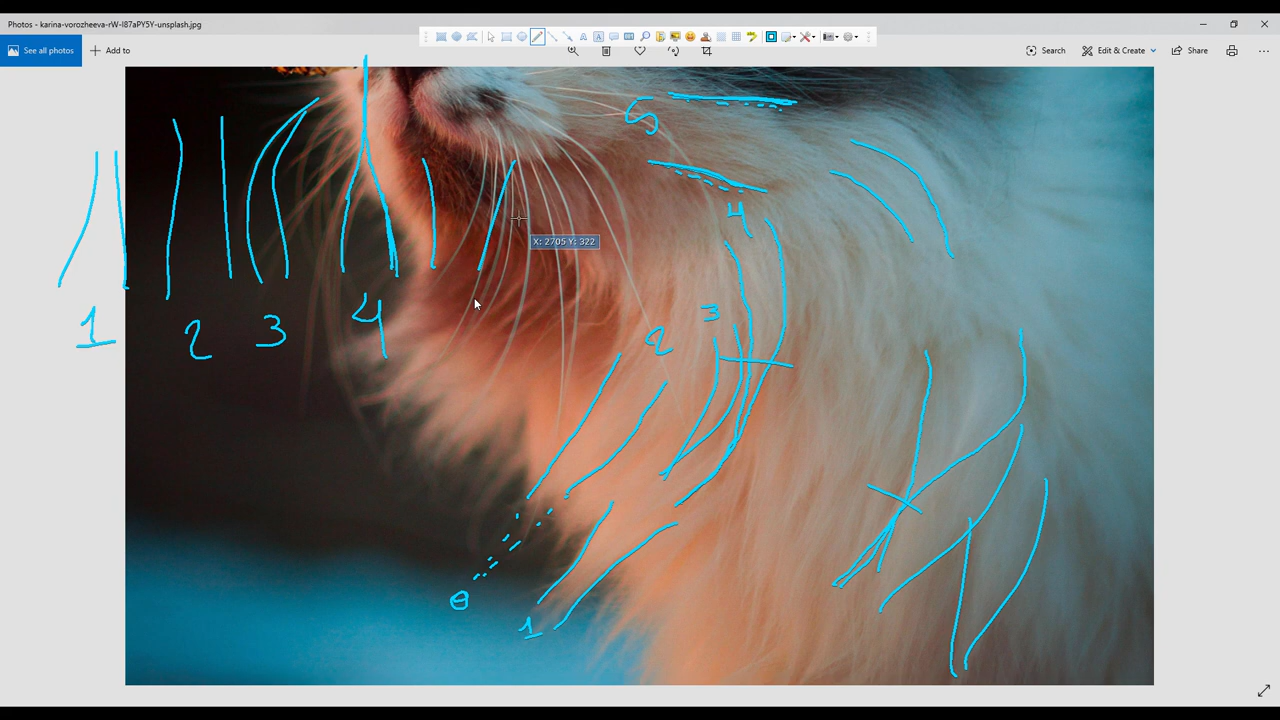 Photos - karina-vorozheeva-rW-I87aPY5Y-unsplash.jpg
See all photos
Add to
Search
Edit & Create
Share
5
4
X: 2705 Y: 322
1
2
3
4
2
3
0
1